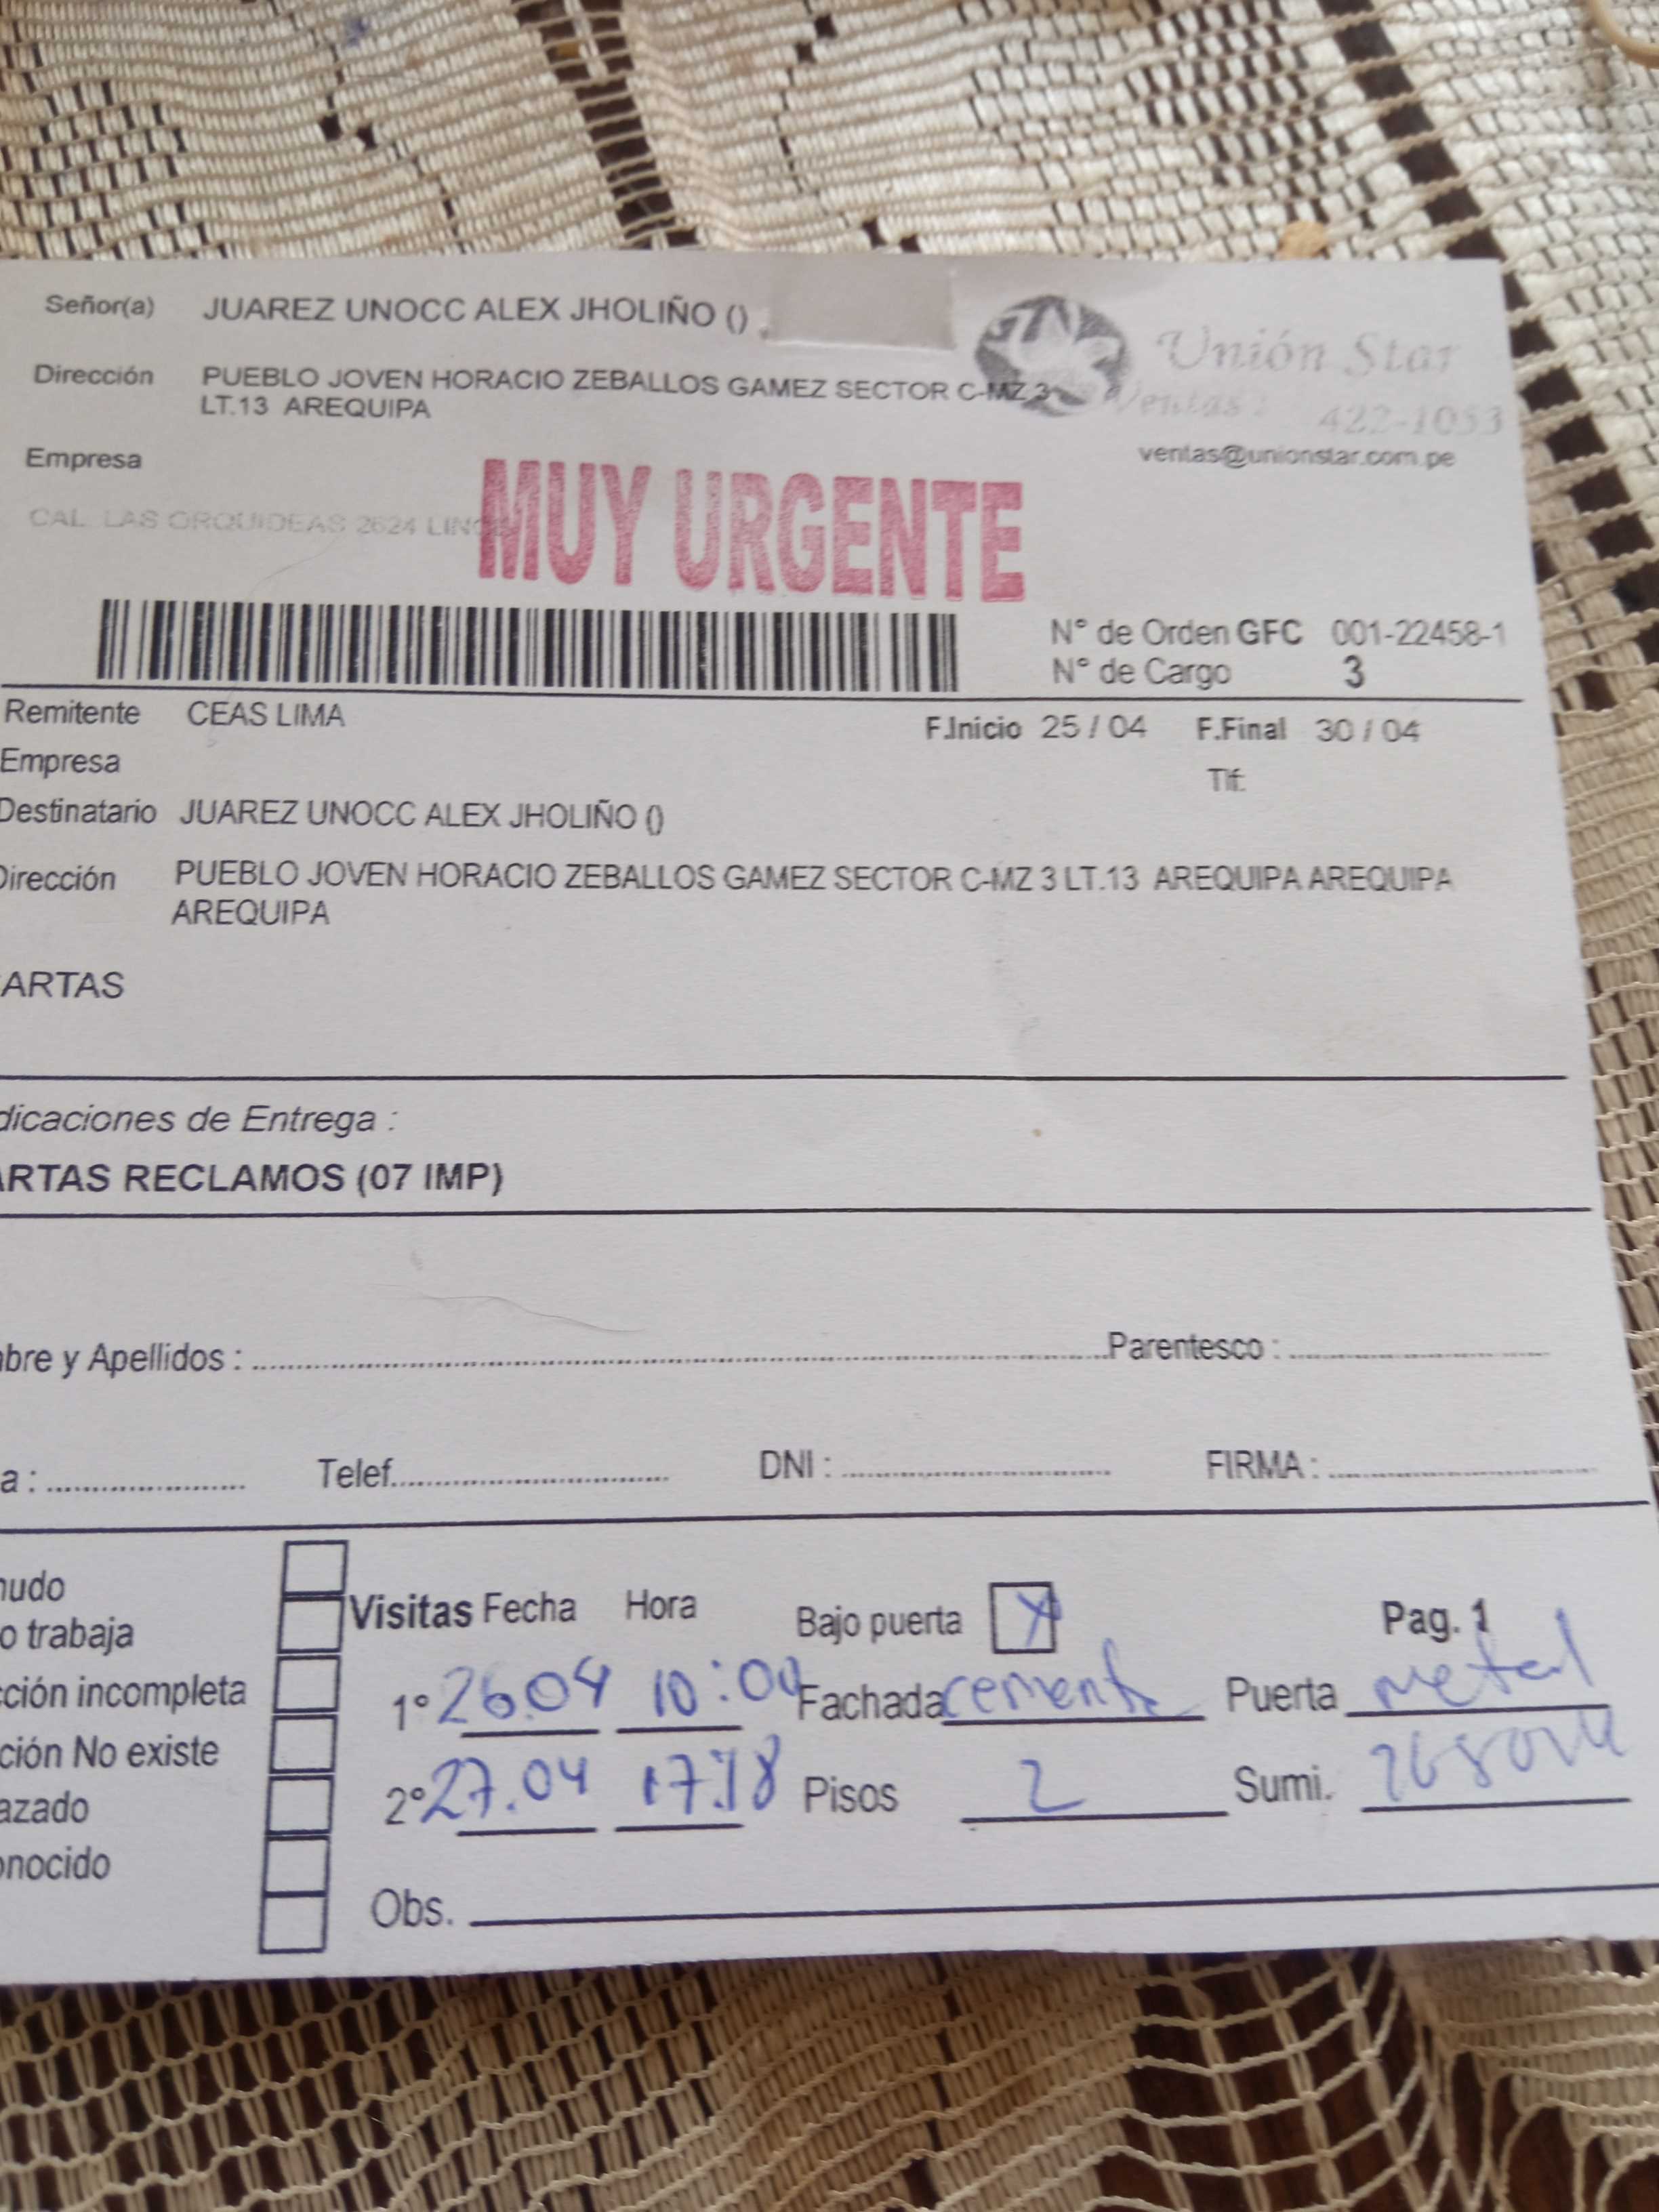 Señor(a) JUAREZ UNOCC ALEX JHOLIÑO ()
Unión Star
Dirección PUEBLO JOVEN HORACIO ZEBALLOS GAMEZ SECTOR C-MZ 3
LT.13 AREQUIPA
Ventas: 422-1053
ventas@unionstar.com.pe
Empresa
CAL. LAS ORQUIDEAS 2624
MUY URGENTE
N° de Orden GFC 001-22458-1
N° de Cargo 3
Remitente CEAS LIMA
F.Inicio 25 / 04 F.Final 30 / 04
Empresa
Tlf:
Destinatario JUAREZ UNOCC ALEX JHOLIÑO ()
Dirección PUEBLO JOVEN HORACIO ZEBALLOS GAMEZ SECTOR C-MZ 3 LT.13 AREQUIPA AREQUIPA
AREQUIPA
ARTAS
dicaciones de Entrega :
ARTAS RECLAMOS (07 IMP)
bre y Apellidos : Parentesco :
a : Telef. DNI : FIRMA :
nudo
o trabaja
cción incompleta
ción No existe
azado
onocido
Visitas Fecha Hora Bajo puerta X Pag. 1
1° 26.04 10:04 Fachada cemento Puerta metal
2° 27.04 17:18 Pisos 2 Sumi.
Obs.